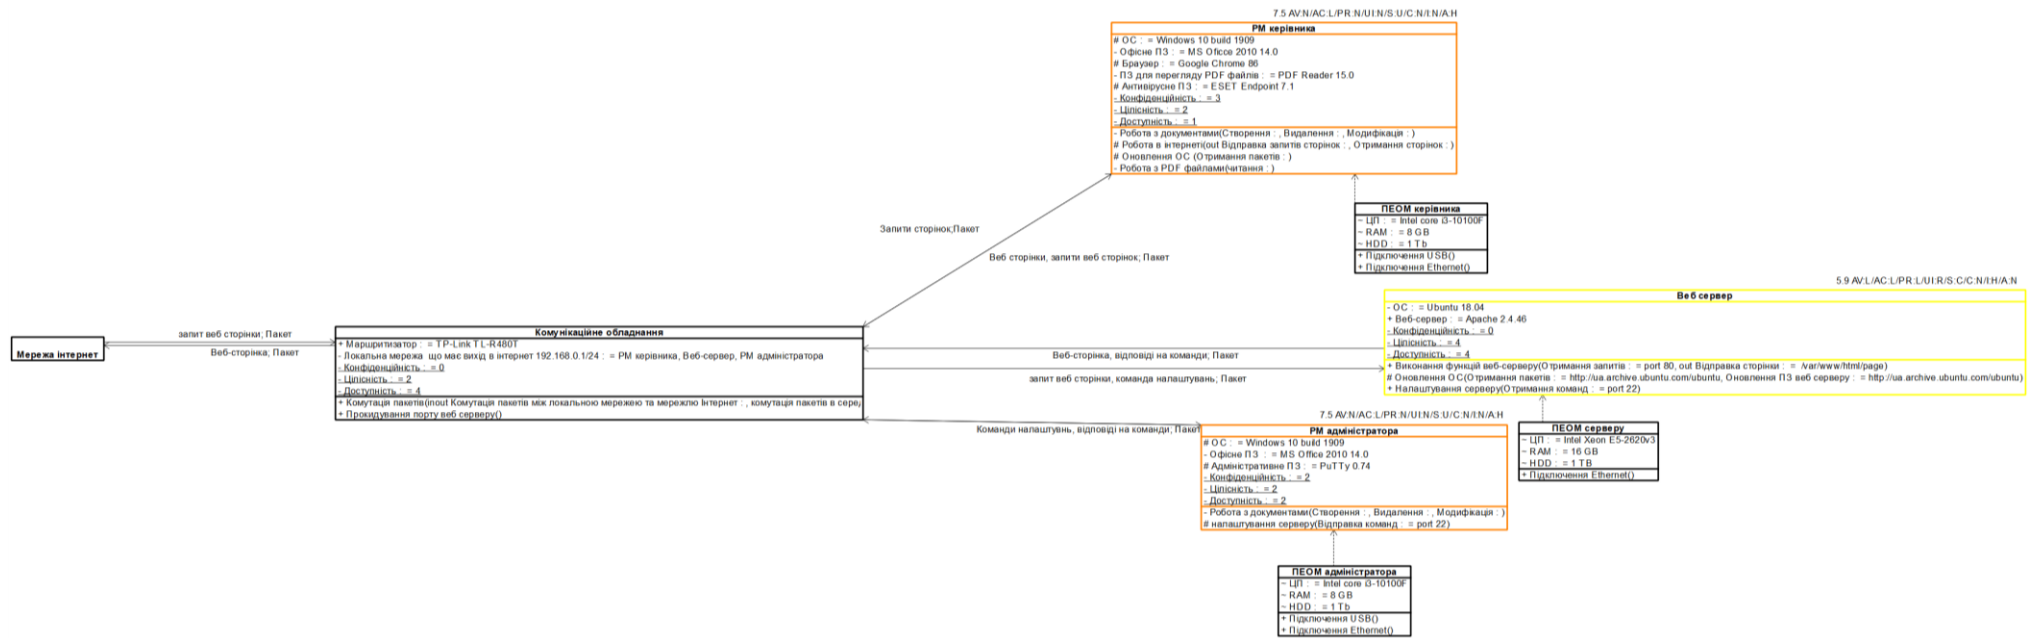 7.5 AV:N/AC:L/PR:N/UI:N/S:U/C:N/I:N/A:H
РМ керівника
# ОС : = Windows 10 build 1909
- Офісне ПЗ : = MS Oficce 2010 14.0
# Браузер : = Google Chrome 86
- ПЗ для перегляду PDF файлів : = PDF Reader 15.0
# Антивірусне ПЗ : = ESET Endpoint 7.1
- Конфіденційність : = 3
- Цілісність : = 2
- Доступність : = 1
- Робота з документами(Створення : , Видалення : , Модифікація : )
# Робота в інтернеті(out Відправка запитів сторінок : , Отримання сторінок : )
# Оновлення ОС (Отримання пакетів : )
- Робота з PDF файлами(читання : )
ПЕОМ керівника
~ ЦП : = Intel core i3-10100F
~ RAM : = 8 GB
~ HDD : = 1 Tb
+ Підключення USB()
+ Підключення Ethernet()
Запити сторінок;Пакет
Веб сторінки, запити веб сторінок; Пакет
5.9 AV:L/AC:L/PR:L/UI:R/S:C/C:N/I:H/A:N
Веб сервер
- ОС : = Ubuntu 18.04
+ Веб-сервер : = Apache 2.4.46
- Конфіденційність : = 0
- Цілісність : = 4
- Доступність : = 4
+ Виконання функцій веб-серверу(Отримання запитів : = port 80, out Відправка сторінки : = /var/www/html/page)
# Оновлення ОС(Отримання пакетів : = http://ua.archive.ubuntu.com/ubuntu, Оновлення ПЗ веб серверу : = http://ua.archive.ubuntu.com/ubuntu)
+ Налаштування серверу(Отримання команд : = port 22)
запит веб сторінки; Пакет
Веб-сторінка; Пакет
Мережа інтернет
Комунікаційне обладнання
+ Маршритизатор : = TP-Link TL-R480T
- Локальна мережа що має вихід в інтернет 192.168.0.1/24 : = РМ керівника, Веб-сервер, РМ адміністратора
- Конфіденційність : = 0
- Цілісність : = 2
- Доступність : = 4
+ Комутація пакетів(inout Комутація пакетів між локальною мережею та мережлю Інтернет : , комутація пакетів в сере
+ Прокидування порту веб серверу()
Веб-сторінка, відповіді на команди; Пакет
запит веб сторінки, команда налаштувань; Пакет
Команди налаштувнь, відповіді на команди; Пакет
7.5 AV:N/AC:L/PR:N/UI:N/S:U/C:N/I:N/A:H
РМ адміністратора
# ОС : = Windows 10 build 1909
- Офісне ПЗ : = MS Office 2010 14.0
# Адміністративне ПЗ : = PuTTy 0.74
- Конфіденційність : = 2
- Цілісність : = 2
- Доступність : = 2
- Робота з документами(Створення : , Видалення : , Модифікація : )
# налаштування серверу(Відправка команд : = port 22)
ПЕОМ серверу
~ ЦП : = Intel Xeon E5-2620v3
~ RAM : = 16 GB
~ HDD : = 1 TB
+ Підключення Ethernet()
ПЕОМ адміністратора
~ ЦП : = Intel core i3-10100F
~ RAM : = 8 GB
~ HDD : = 1 Tb
+ Підключення USB()
+ Підключення Ethernet()